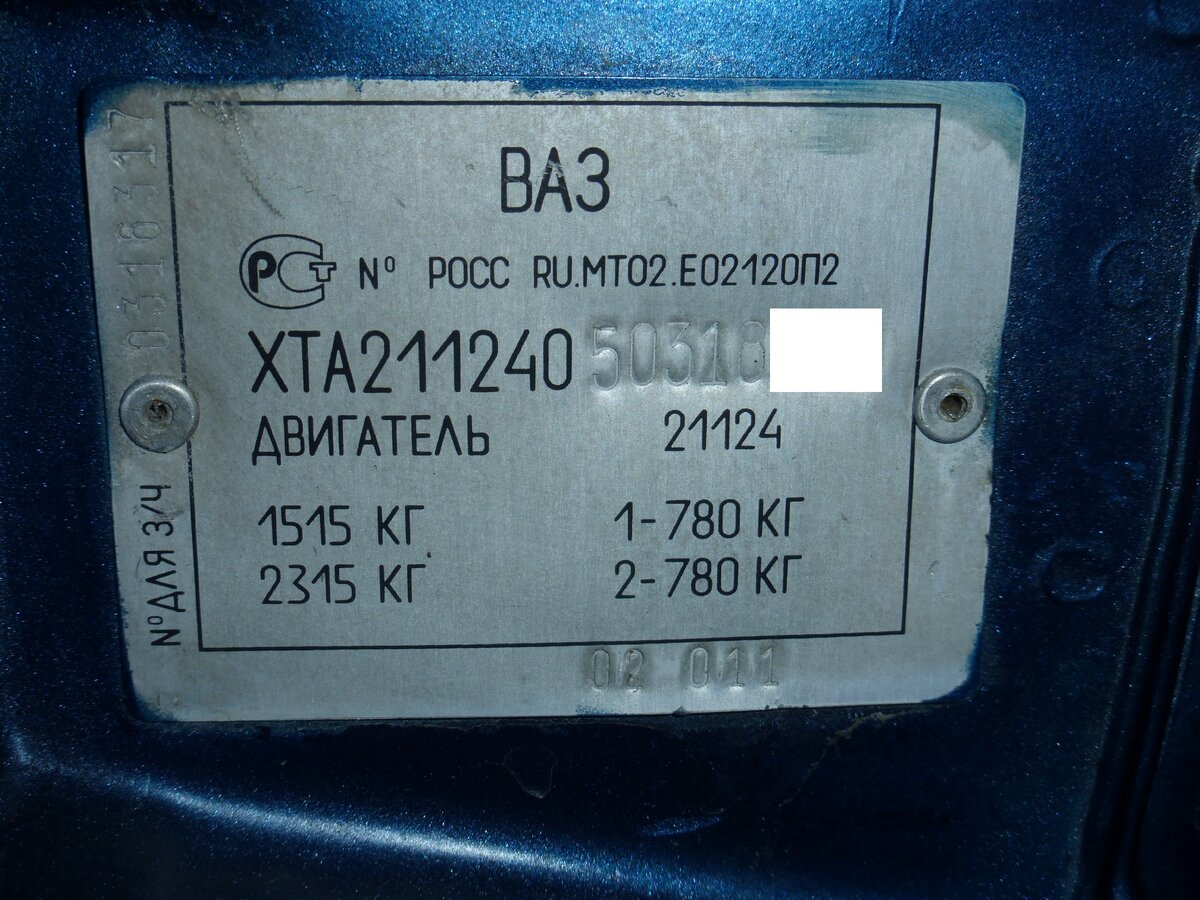 ВАЗ
РСТ № РОСС RU.МТ02.Е02120П2
XTA211240 50318
ДВИГАТЕЛЬ 21124
1515 КГ 1-780 КГ
2315 КГ 2-780 КГ
02 011
№ ДЛЯ З/Ч 0316317